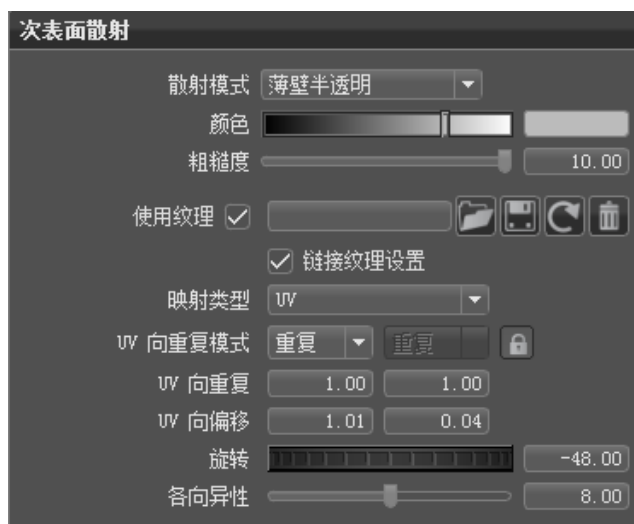 次表面散射
散射模式 薄壁半透明
颜色
粗糙度 10.00
使用纹理
链接纹理设置
映射类型 UV
UV 向重复模式 重复 重复
UV 向重复 1.00 1.00
UV 向偏移 1.01 0.04
旋转 -48.00
各向异性 8.00